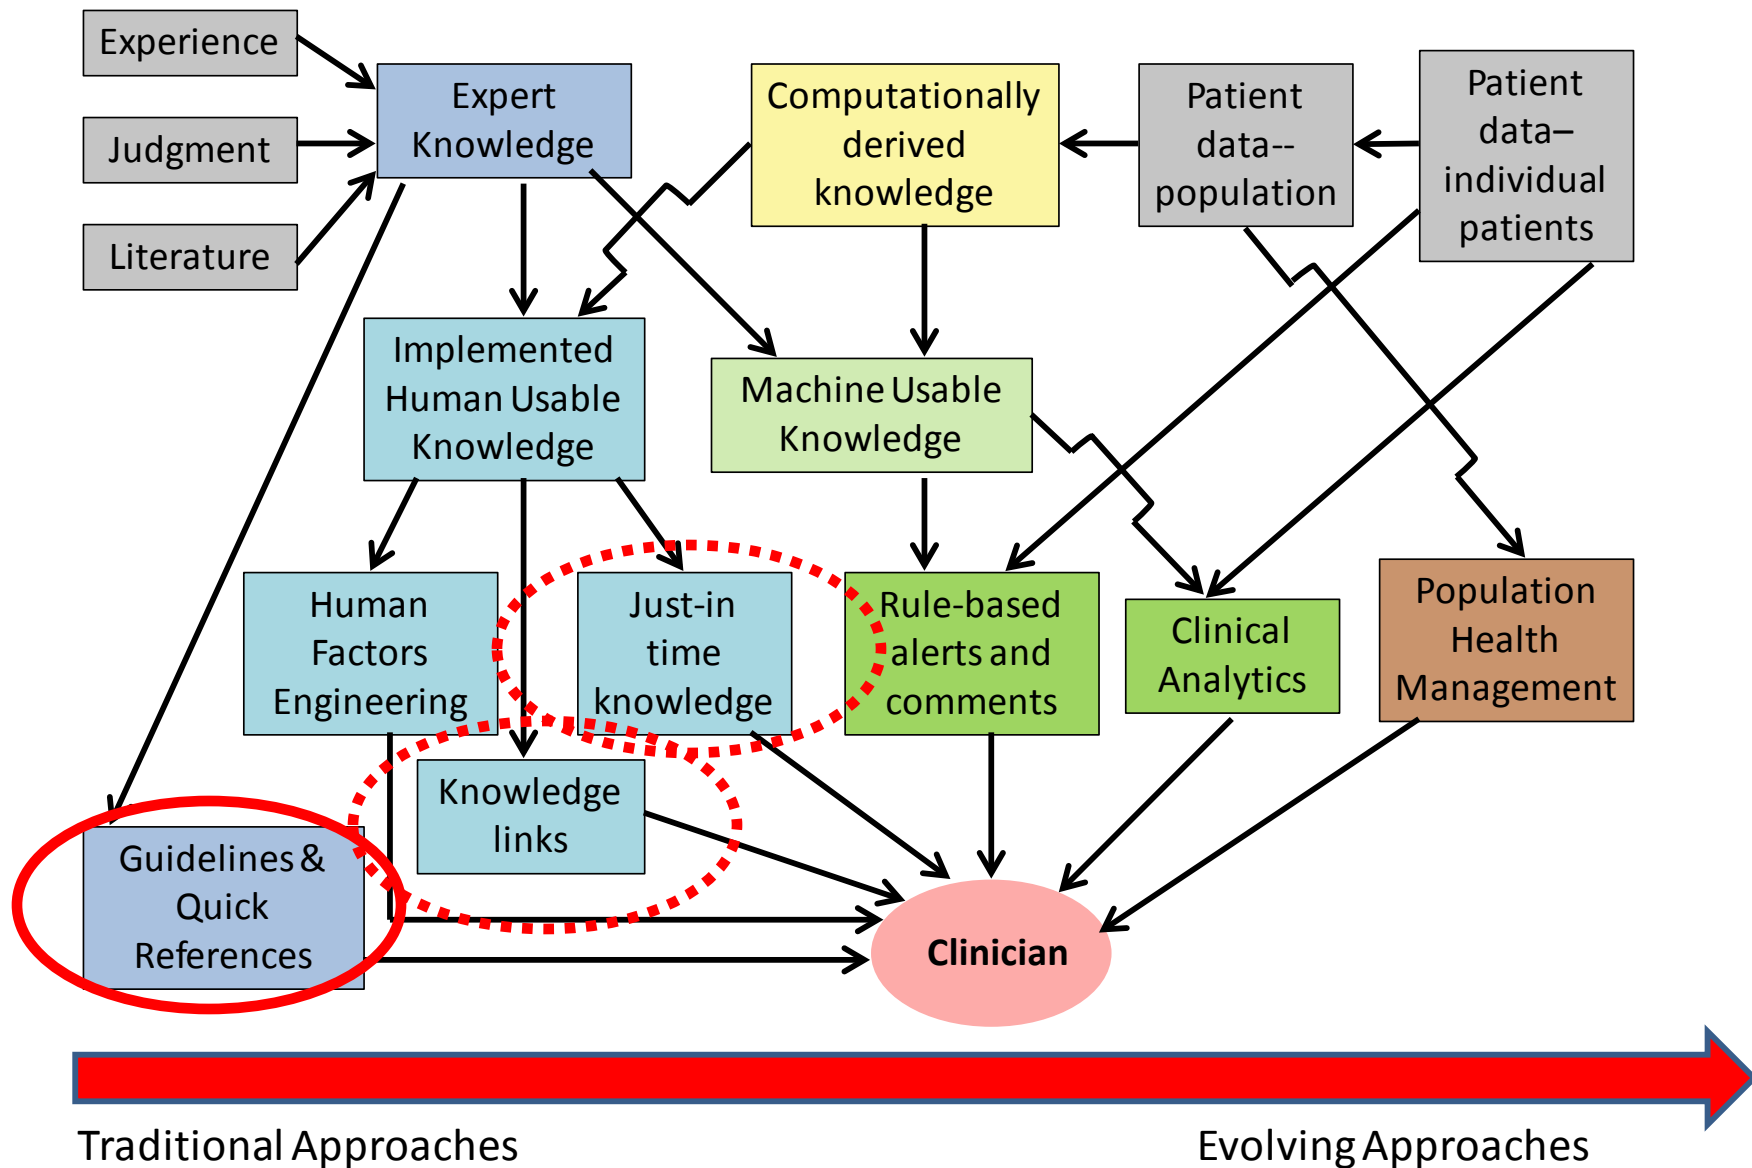 Experience
Judgment
Literature
Expert
Knowledge
Computationally
derived
knowledge
Patient
data--
population
Patient
data–
individual
patients
Implemented
Human Usable
Knowledge
Machine Usable
Knowledge
Human
Factors
Engineering
Just-in
time
knowledge
Rule-based
alerts and
comments
Clinical
Analytics
Population
Health
Management
Knowledge
links
Guidelines &
Quick
References
Clinician
Traditional Approaches
Evolving Approaches